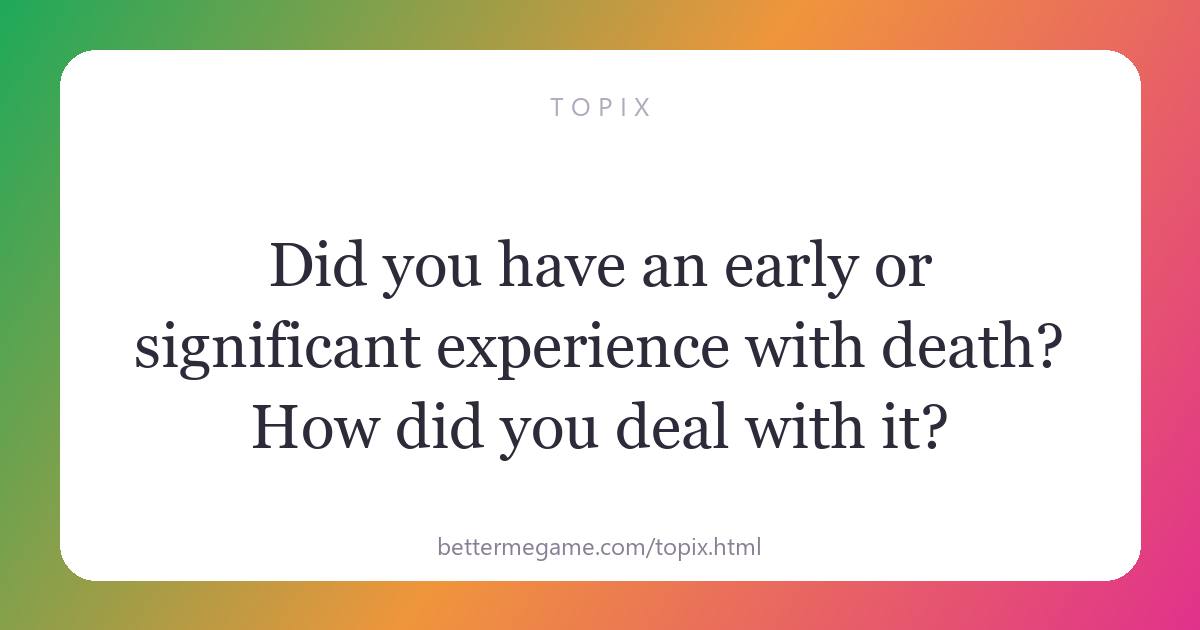 TOPIX
Did you have an early or
significant experience with death?
How did you deal with it?
bettermegame.com/topix.html